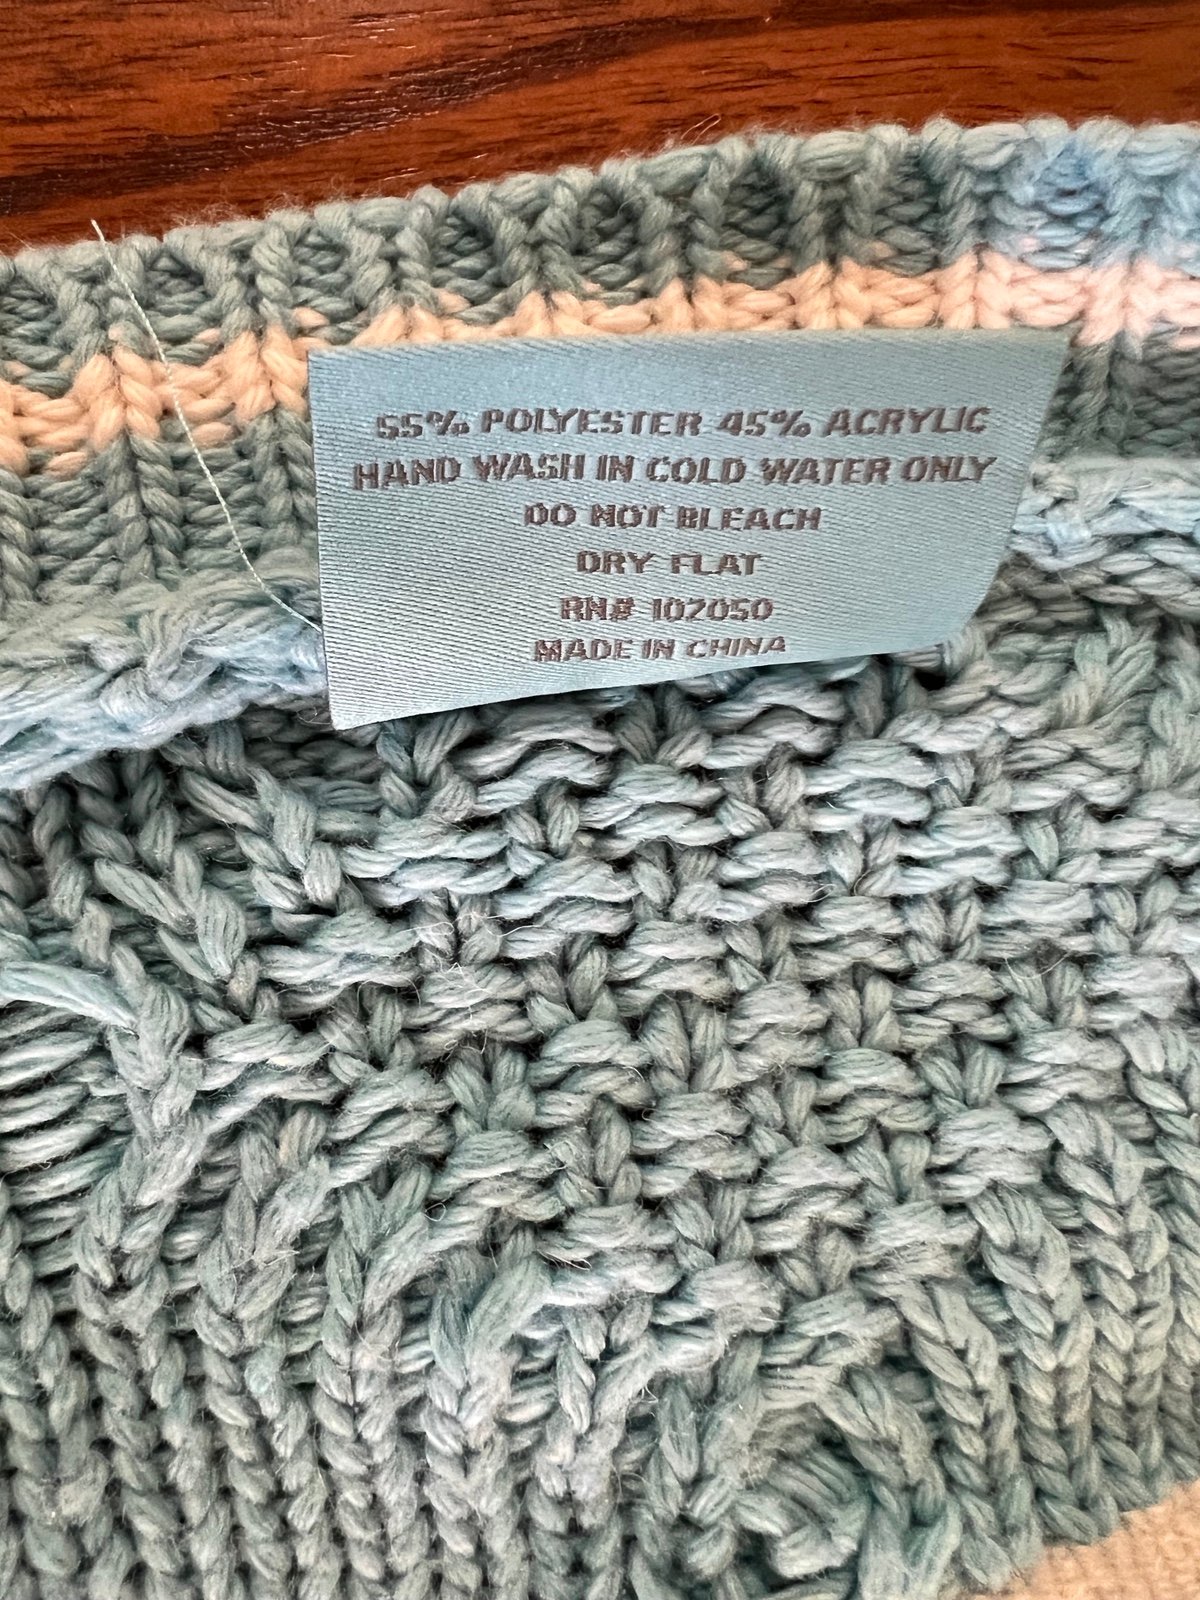 55% POLYESTER 45% ACRYLIC
HAND WASH IN COLD WATER ONLY
DO NOT BLEACH
DRY FLAT
RN# 102050
MADE IN CHINA